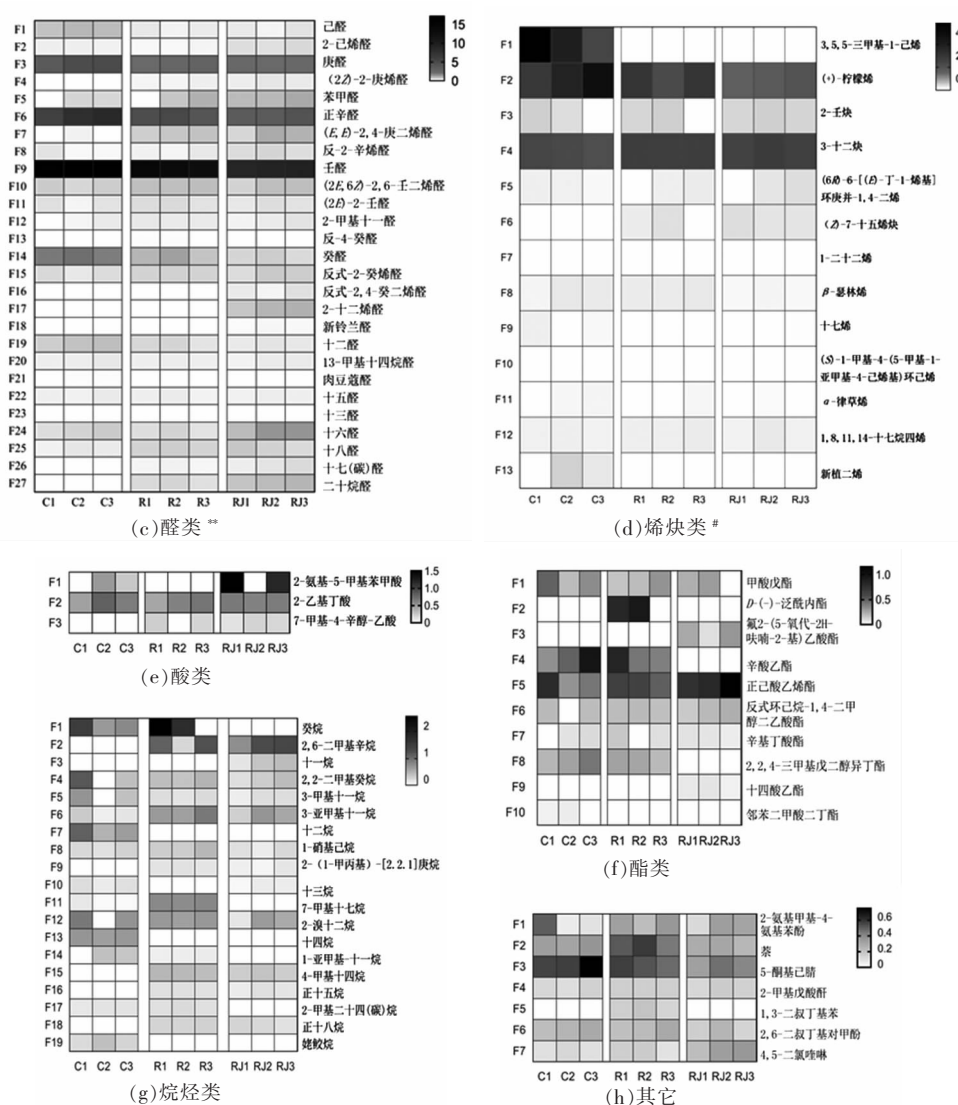 F1 己醛 15
F2 2-己烯醛 10
F3 庚醛 5
F4 (2Z)-2-庚烯醛 0
F5 苯甲醛
F6 正辛醛
F7 (E,E)-2,4-庚二烯醛
F8 反-2-辛烯醛
F9 壬醛
F10 (2E,6Z)-2,6-壬二烯醛
F11 (2E)-2-壬醛
F12 2-甲基十一醛
F13 反-4-癸醛
F14 癸醛
F15 反式-2-癸烯醛
F16 反式-2,4-癸二烯醛
F17 2-十二烯醛
F18 新铃兰醛
F19 十二醛
F20 13-甲基十四烷醛
F21 肉豆蔻醛
F22 十五醛
F23 十三醛
F24 十六醛
F25 十八醛
F26 十七(碳)醛
F27 二十烷醛
C1 C2 C3 R1 R2 R3 RJ1 RJ2 RJ3
(c)醛类**
F1 3,5,5-三甲基-1-己烯 4
2
F2 (+)-柠檬烯 0
F3 2-壬炔
F4 3-十二炔
F5 (6R)-6-[(E)-丁-1-烯基]
环庚并-1,4-二烯
F6 (Z)-7-十五烯炔
F7 1-二十二烯
F8 β-瑟林烯
F9 十七烯
F10 (S)-1-甲基-4-(5-甲基-1-
亚甲基-4-己烯基)环己烯
F11 α-律草烯
F12 1,8,11,14-十七烷四烯
F13 新植二烯
C1 C2 C3 R1 R2 R3 RJ1 RJ2 RJ3
(d)烯炔类#
F1 2-氨基-5-甲基苯甲酸 1.5
1.0
F2 2-乙基丁酸 0.5
F3 7-甲基-4-辛醇-乙酸 0
C1 C2 C3 R1 R2 R3 RJ1 RJ2 RJ3
(e)酸类
F1 甲酸戊酯 1.0
F2 D-(-)-泛酰内酯 0.5
F3 氟2-(5-氧代-2H- 0
呋喃-2-基)乙酸酯
F4 辛酸乙酯
F5 正己酸乙烯酯
F6 反式环己烷-1,4-二甲
醇二乙酸酯
F7 辛基丁酸酯
F8 2,2,4-三甲基戊二醇异丁酯
F9 十四酸乙酯
F10 邻苯二甲酸二丁酯
C1 C2 C3 R1 R2 R3 RJ1 RJ2 RJ3
(f)酯类
F1 癸烷 2
F2 2,6-二甲基辛烷 1
F3 十一烷 0
F4 2,2-二甲基癸烷
F5 3-甲基十一烷
F6 3-亚甲基十一烷
F7 十二烷
F8 1-硝基己烷
F9 2-(1-甲丙基)-[2.2.1]庚烷
F10 十三烷
F11 7-甲基十七烷
F12 2-溴十二烷
F13 十四烷
F14 1-亚甲基-十一烷
F15 4-甲基十四烷
F16 正十五烷
F17 2-甲基二十四(碳)烷
F18 正十八烷
F19 姥鲛烷
C1 C2 C3 R1 R2 R3 RJ1 RJ2 RJ3
(g)烷烃类
F1 2-氨基甲基-4- 0.6
氨基苯酚 0.4
F2 萘 0.2
F3 5-酮基己腈 0
F4 2-甲基戊酸酐
F5 1,3-二叔丁基苯
F6 2,6-二叔丁基对甲酚
F7 4,5-二氯喹啉
C1 C2 C3 R1 R2 R3 RJ1 RJ2 RJ3
(h)其它